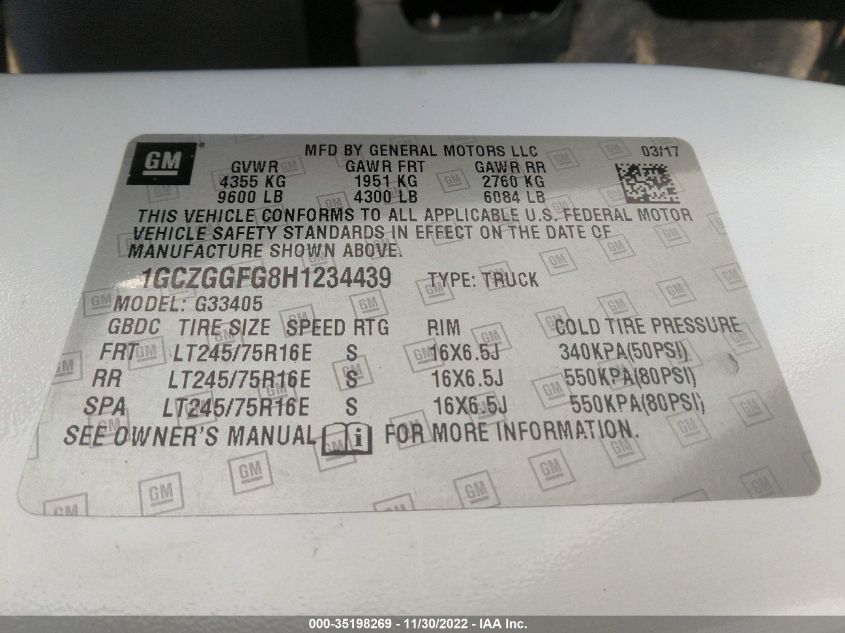 GM
MFD BY GENERAL MOTORS LLC 03/17
GVWR GAWR FRT GAWR RR
4355 KG 1951 KG 2760 KG
9600 LB 4300 LB 6084 LB
THIS VEHICLE CONFORMS TO ALL APPLICABLE U.S. FEDERAL MOTOR
VEHICLE SAFETY STANDARDS IN EFFECT ON THE DATE OF
MANUFACTURE SHOWN ABOVE.
1GCZGGFG8H1234439 TYPE: TRUCK
MODEL: G33405
GBDC TIRE SIZE SPEED RTG RIM COLD TIRE PRESSURE
FRT LT245/75R16E S 16X6.5J 340KPA(50PSI)
RR LT245/75R16E S 16X6.5J 550KPA(80PSI)
SPA LT245/75R16E S 16X6.5J 550KPA(80PSI)
SEE OWNER'S MANUAL i FOR MORE INFORMATION.
000-35198269 - 11/30/2022 - IAA Inc.